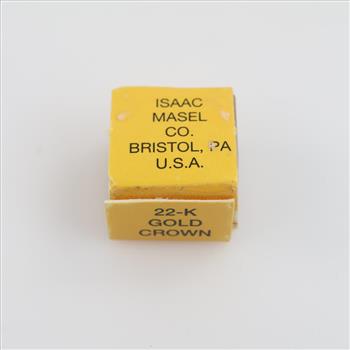 ISAAC
MASEL
CO.
BRISTOL, PA
U.S.A.
22-K
GOLD
CROWN